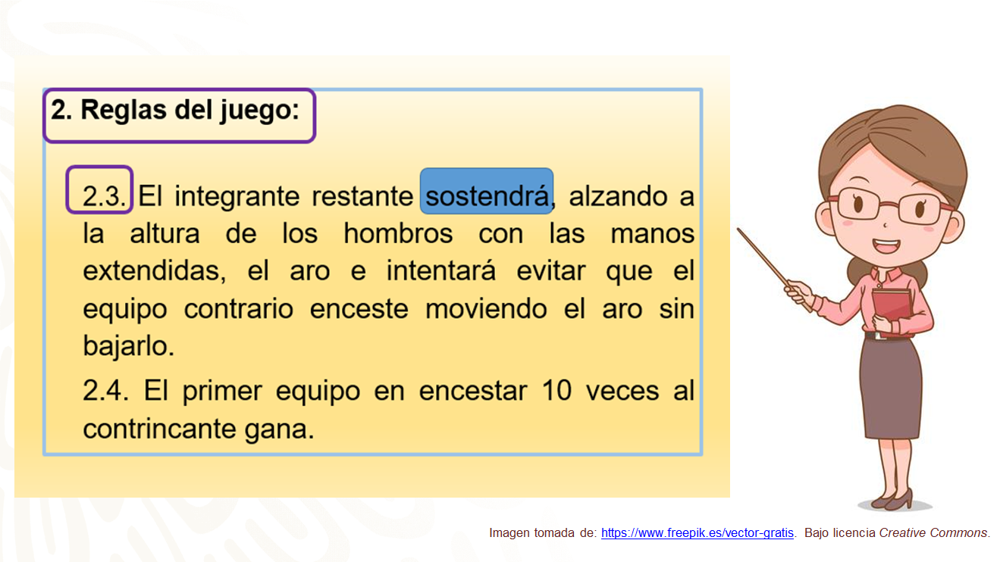 2. Reglas del juego:
2.3. El integrante restante sostendrá, alzando a
la altura de los hombros con las manos
extendidas, el aro e intentará evitar que el
equipo contrario enceste moviendo el aro sin
bajarlo.
2.4. El primer equipo en encestar 10 veces al
contrincante gana.
Imagen tomada de: https://www.freepik.es/vector-gratis. Bajo licencia Creative Commons.